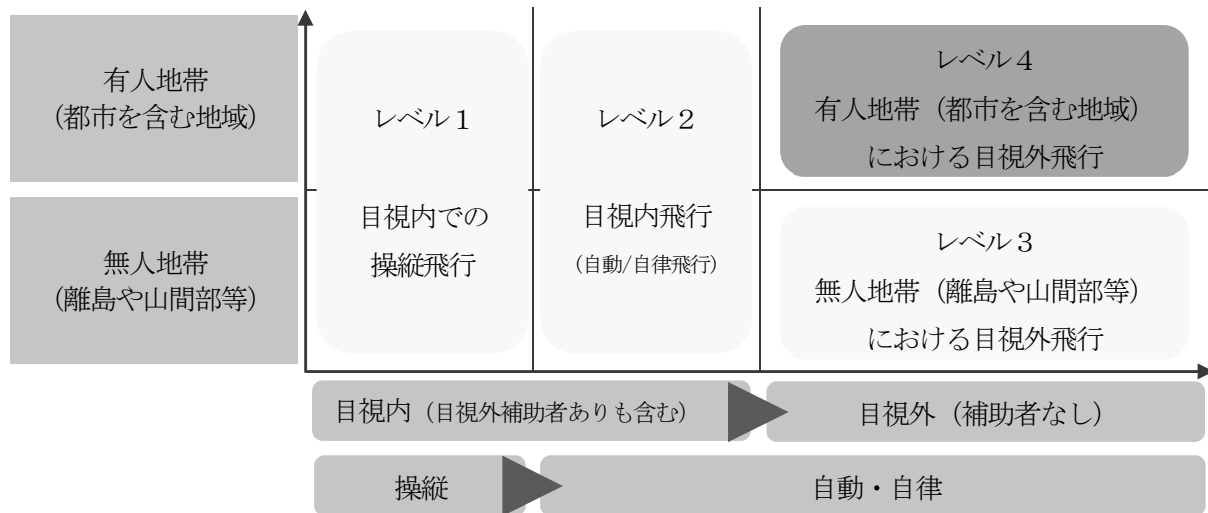 有人地帯
(都市を含む地域)
無人地帯
(離島や山間部等)
レベル１
目視内での
操縦飛行
レベル２
目視内飛行
(自動/自律飛行)
レベル４
有人地帯（都市を含む地域）
における目視外飛行
レベル３
無人地帯（離島や山間部等）
における目視外飛行
目視内（目視外補助者ありも含む）
目視外（補助者なし）
操縦
自動・自律